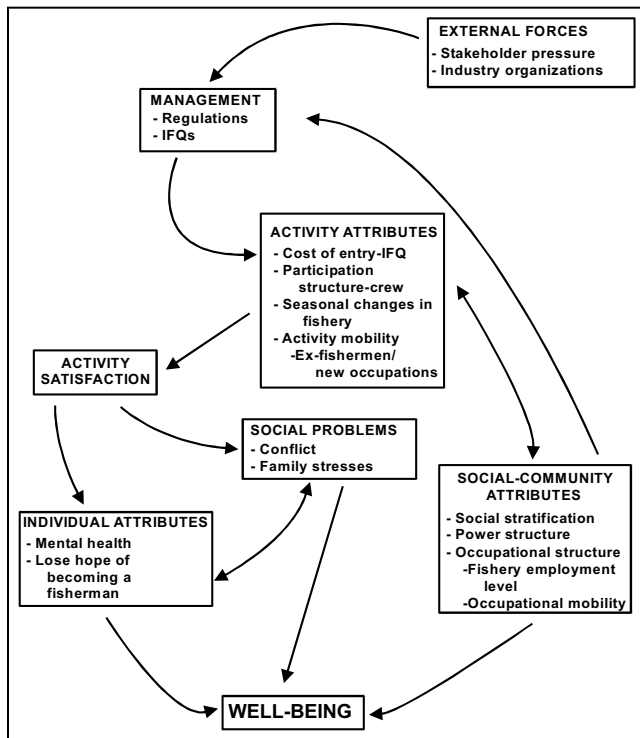 EXTERNAL FORCES
- Stakeholder pressure
- Industry organizations
MANAGEMENT
- Regulations
- IFQs
ACTIVITY ATTRIBUTES
- Cost of entry-IFQ
- Participation
structure-crew
- Seasonal changes in
fishery
- Activity mobility
-Ex-fishermen/
new occupations
ACTIVITY
SATISFACTION
SOCIAL PROBLEMS
- Conflict
- Family stresses
SOCIAL-COMMUNITY
ATTRIBUTES
- Social stratification
- Power structure
- Occupational structure
-Fishery employment
level
-Occupational mobility
INDIVIDUAL ATTRIBUTES
- Mental health
- Lose hope of
becoming a
fisherman
WELL-BEING